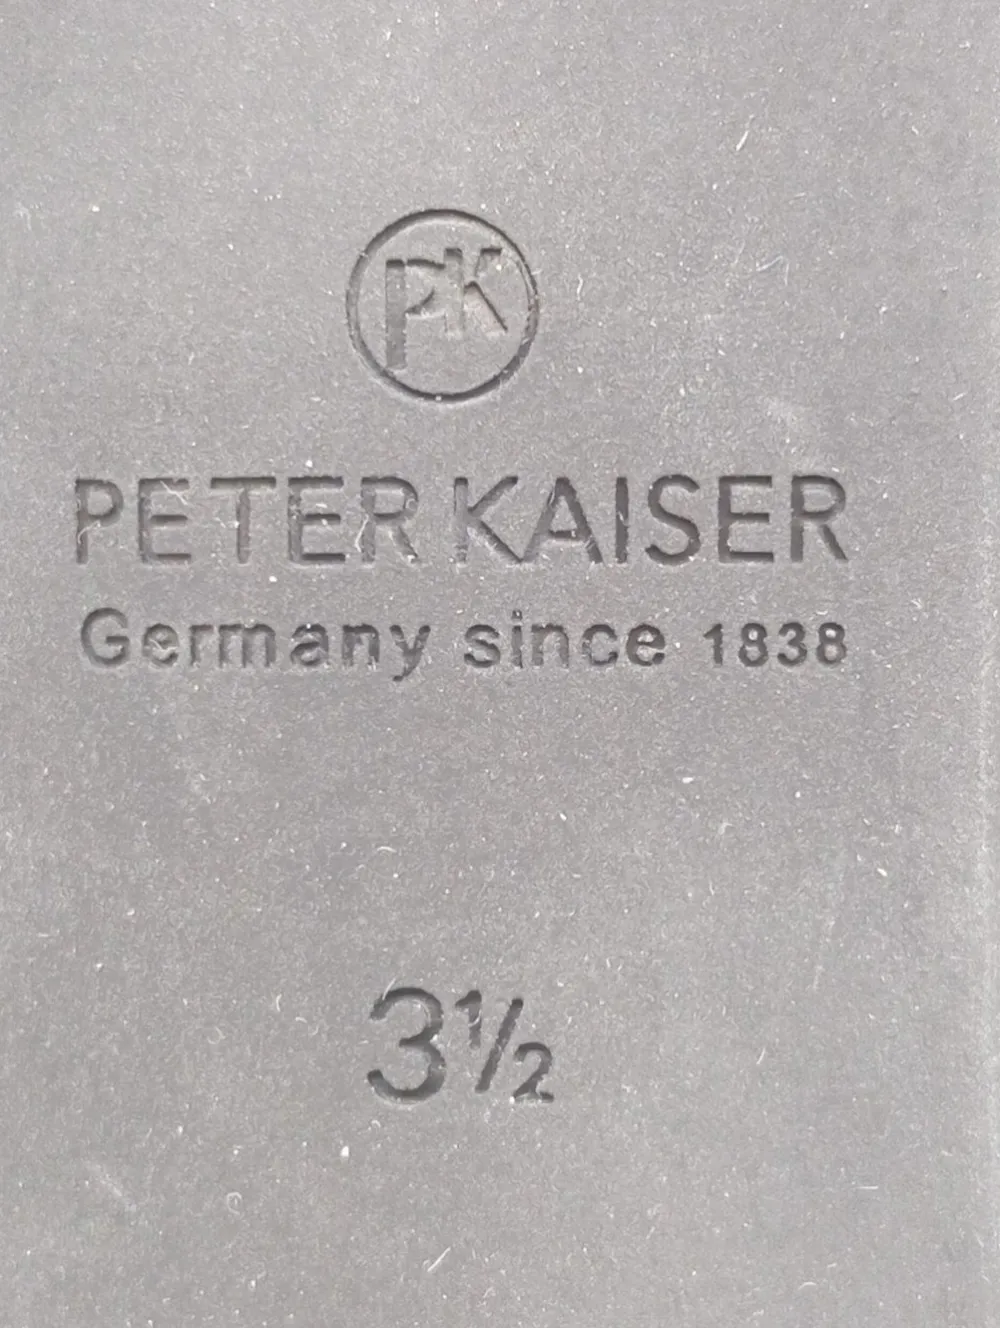 PK
PETER KAISER
Germany since 1838
3½